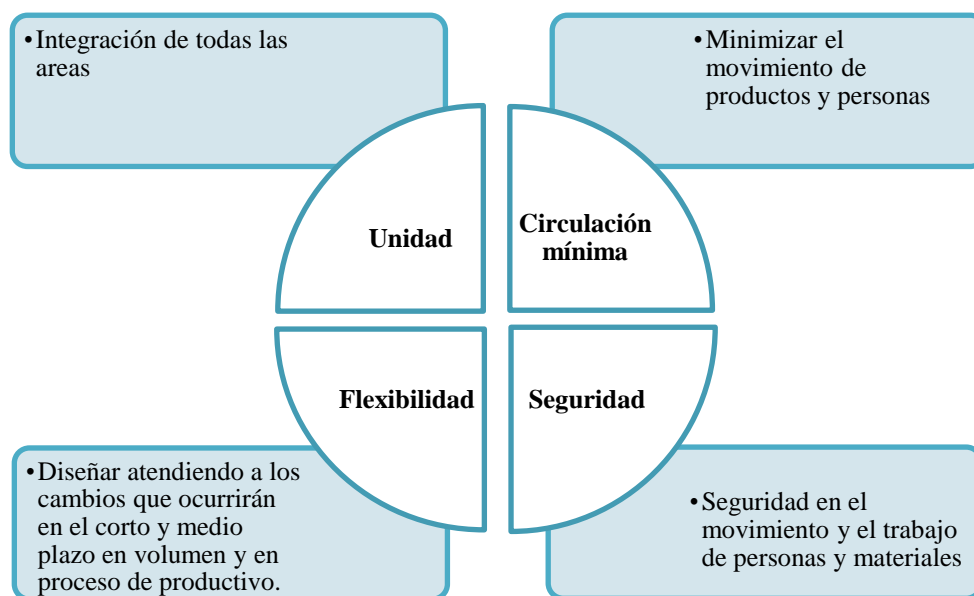 •Integración de todas las
areas
•Minimizar el
movimiento de
productos y personas
Unidad
Circulación
mínima
Flexibilidad
Seguridad
•Diseñar atendiendo a los
cambios que ocurrirán
en el corto y medio
plazo en volumen y en
proceso de productivo.
•Seguridad en el
movimiento y el trabajo
de personas y materiales